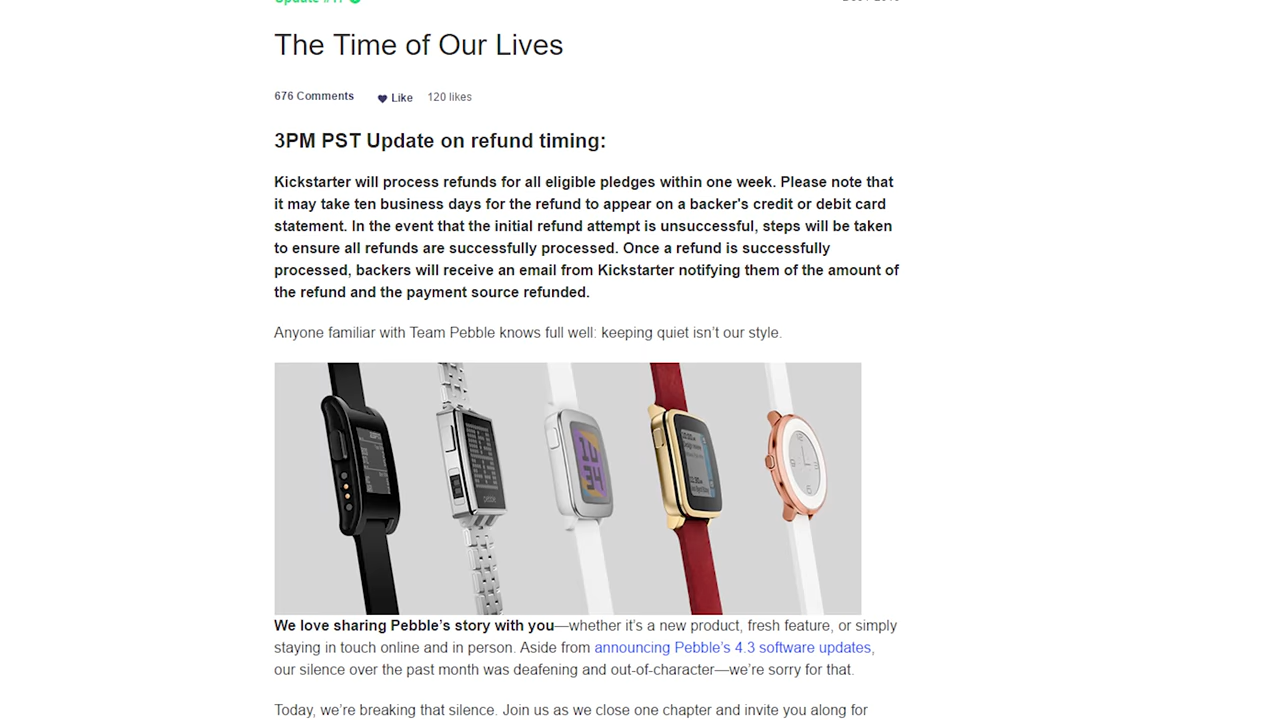 The Time of Our Lives
676 Comments Like 120 likes
3PM PST Update on refund timing:
Kickstarter will process refunds for all eligible pledges within one week. Please note that
it may take ten business days for the refund to appear on a backer's credit or debit card
statement. In the event that the initial refund attempt is unsuccessful, steps will be taken
to ensure all refunds are successfully processed. Once a refund is successfully
processed, backers will receive an email from Kickstarter notifying them of the amount of
the refund and the payment source refunded.
Anyone familiar with Team Pebble knows full well: keeping quiet isn’t our style.
pebble
We love sharing Pebble’s story with you—whether it’s a new product, fresh feature, or simply
staying in touch online and in person. Aside from announcing Pebble’s 4.3 software updates,
our silence over the past month was deafening and out-of-character—we’re sorry for that.
Today, we’re breaking that silence. Join us as we close one chapter and invite you along for